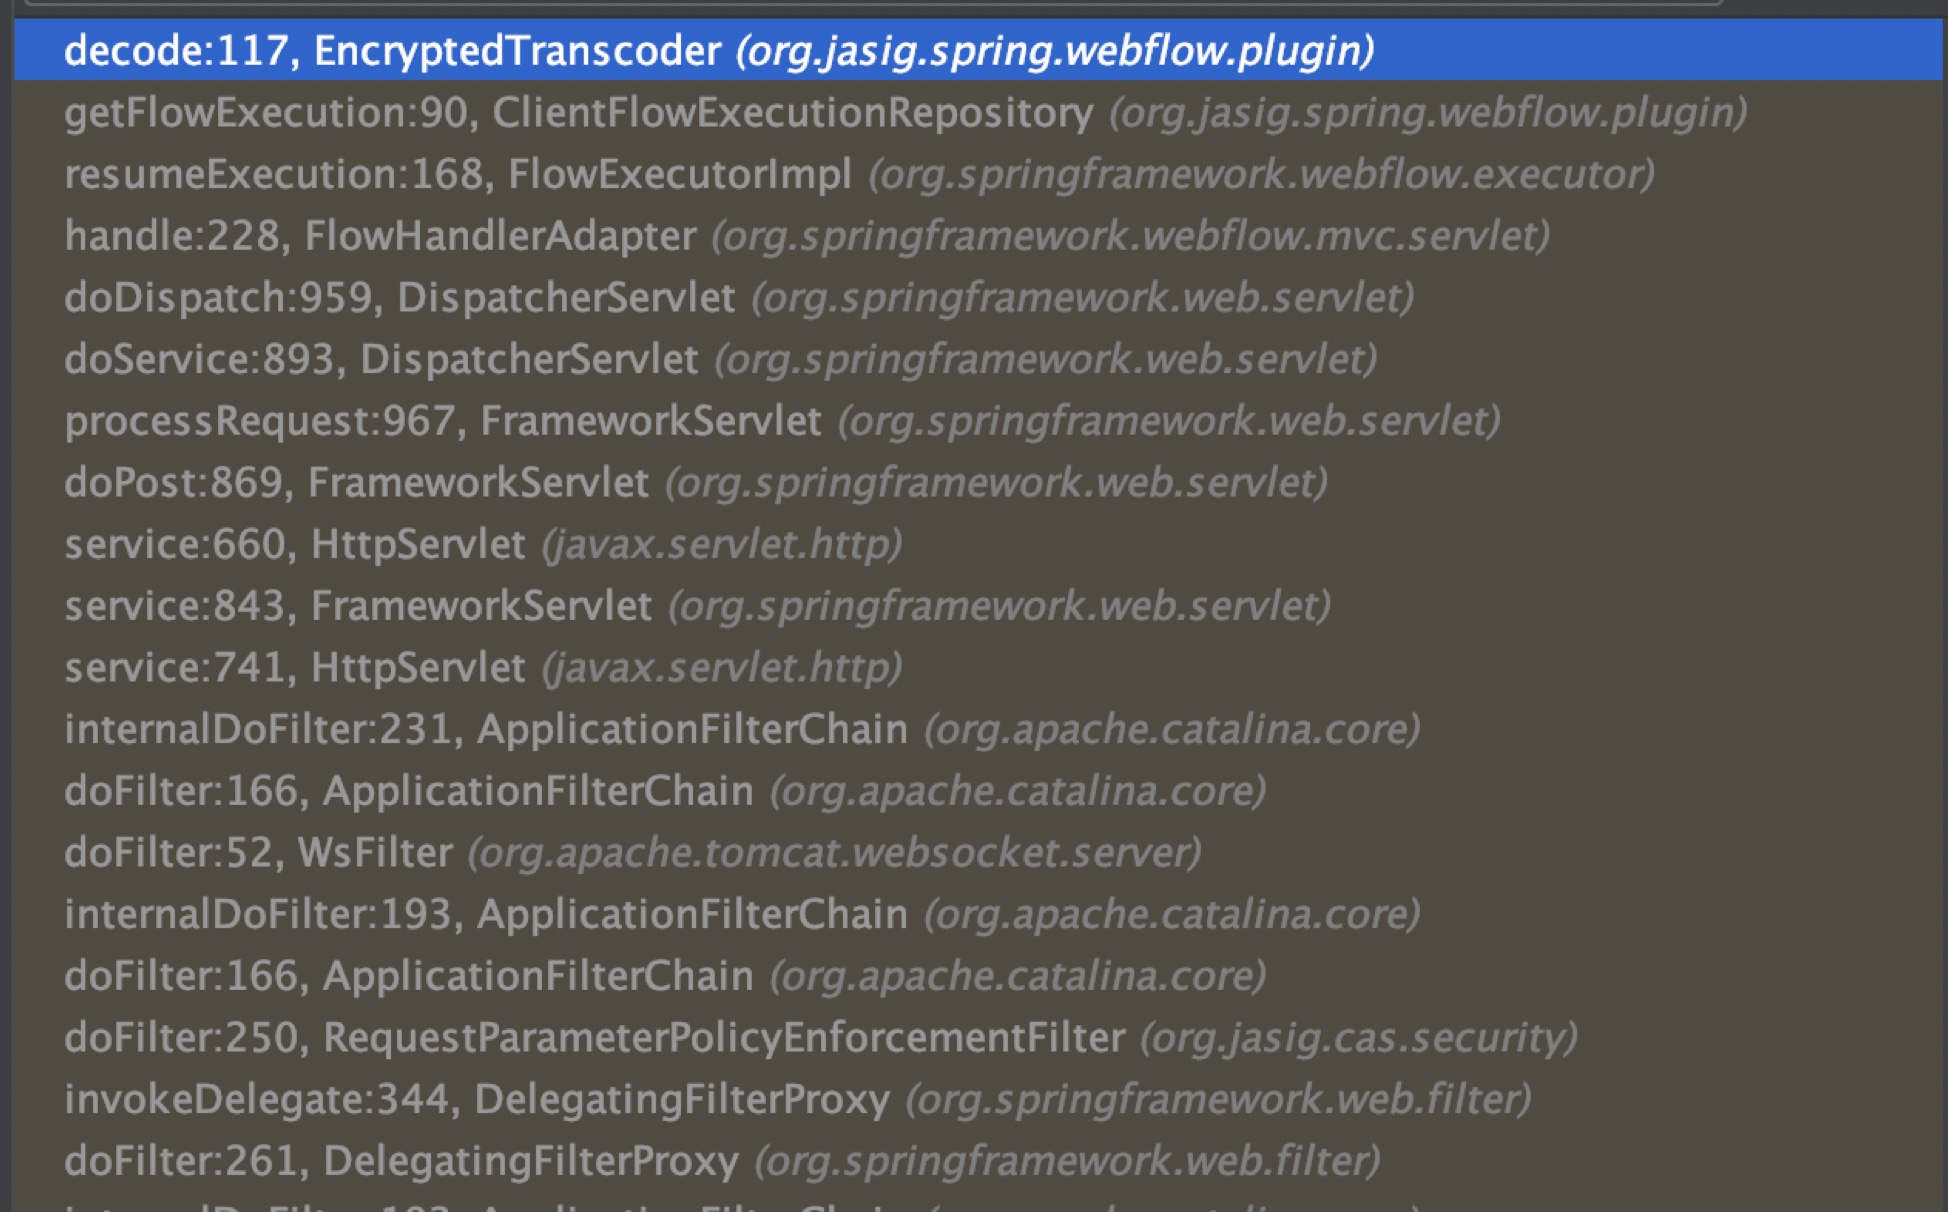 decode:117, EncryptedTranscoder (org.jasig.spring.webflow.plugin)
getFlowExecution:90, ClientFlowExecutionRepository (org.jasig.spring.webflow.plugin)
resumeExecution:168, FlowExecutorImpl (org.springframework.webflow.executor)
handle:228, FlowHandlerAdapter (org.springframework.webflow.mvc.servlet)
doDispatch:959, DispatcherServlet (org.springframework.web.servlet)
doService:893, DispatcherServlet (org.springframework.web.servlet)
processRequest:967, FrameworkServlet (org.springframework.web.servlet)
doPost:869, FrameworkServlet (org.springframework.web.servlet)
service:660, HttpServlet (javax.servlet.http)
service:843, FrameworkServlet (org.springframework.web.servlet)
service:741, HttpServlet (javax.servlet.http)
internalDoFilter:231, ApplicationFilterChain (org.apache.catalina.core)
doFilter:166, ApplicationFilterChain (org.apache.catalina.core)
doFilter:52, WsFilter (org.apache.tomcat.websocket.server)
internalDoFilter:193, ApplicationFilterChain (org.apache.catalina.core)
doFilter:166, ApplicationFilterChain (org.apache.catalina.core)
doFilter:250, RequestParameterPolicyEnforcementFilter (org.jasig.cas.security)
invokeDelegate:344, DelegatingFilterProxy (org.springframework.web.filter)
doFilter:261, DelegatingFilterProxy (org.springframework.web.filter)